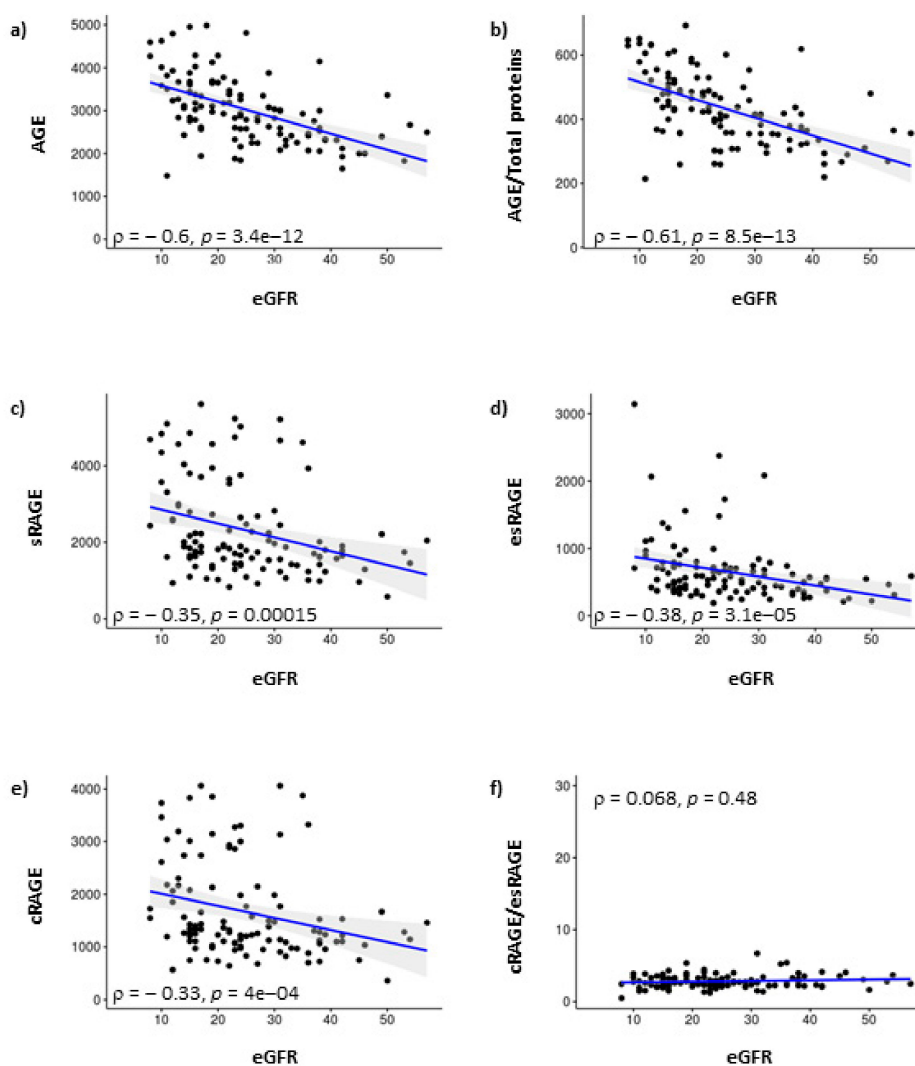 a)
AGE
5000
4000
3000
2000
1000
0
ρ = − 0.6, p = 3.4e−12
10 20 30 40 50
eGFR
b)
AGE/Total proteins
600
400
200
0
ρ = − 0.61, p = 8.5e−13
10 20 30 40 50
eGFR
c)
sRAGE
4000
2000
0
ρ = − 0.35, p = 0.00015
10 20 30 40 50
eGFR
d)
esRAGE
3000
2000
1000
0
ρ = − 0.38, p = 3.1e−05
10 20 30 40 50
eGFR
e)
cRAGE
4000
3000
2000
1000
0
ρ = − 0.33, p = 4e−04
10 20 30 40 50
eGFR
f)
cRAGE/esRAGE
30
20
10
0
ρ = 0.068, p = 0.48
10 20 30 40 50
eGFR